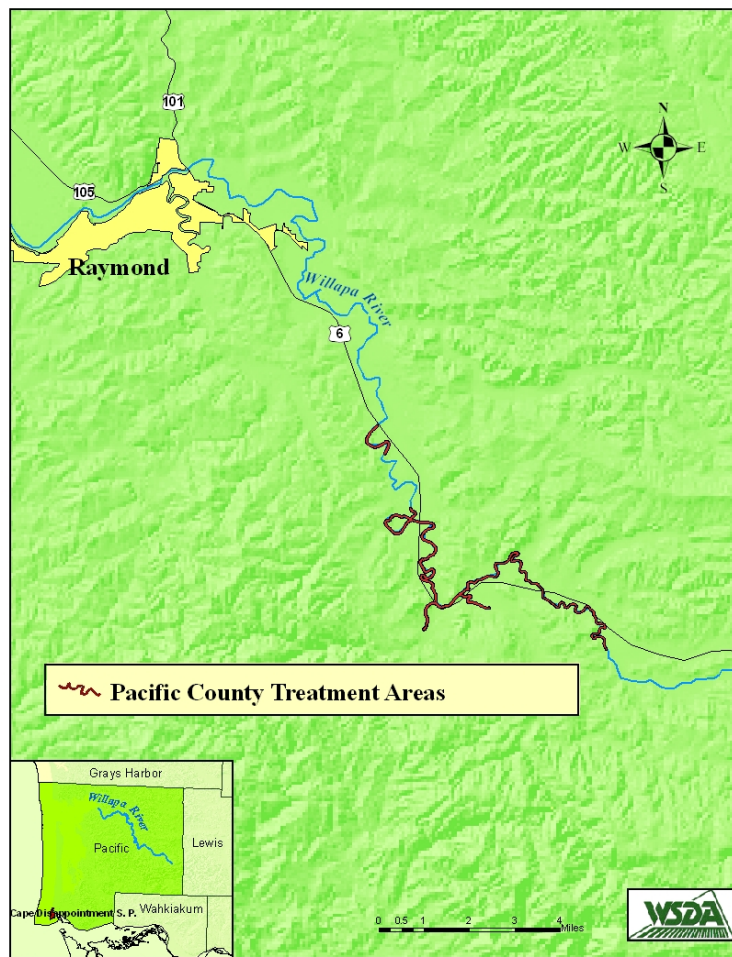 101
N
W E
S
105
Raymond
Willapa River
6
Pacific County Treatment Areas
Grays Harbor
Willapa River
Pacific
Lewis
Cape Disappointment S. P.
Wahkiakum
0 0.5 1 2 3 4
Miles
WSDA